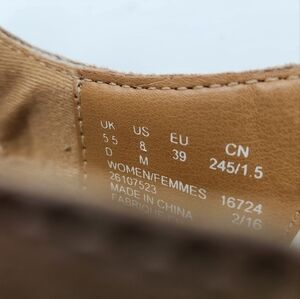 UK US EU CN
5.5 8 39 245/1.5
D M
WOMEN/FEMMES 16724
26107523
MADE IN CHINA 2/16
FABRIQUE